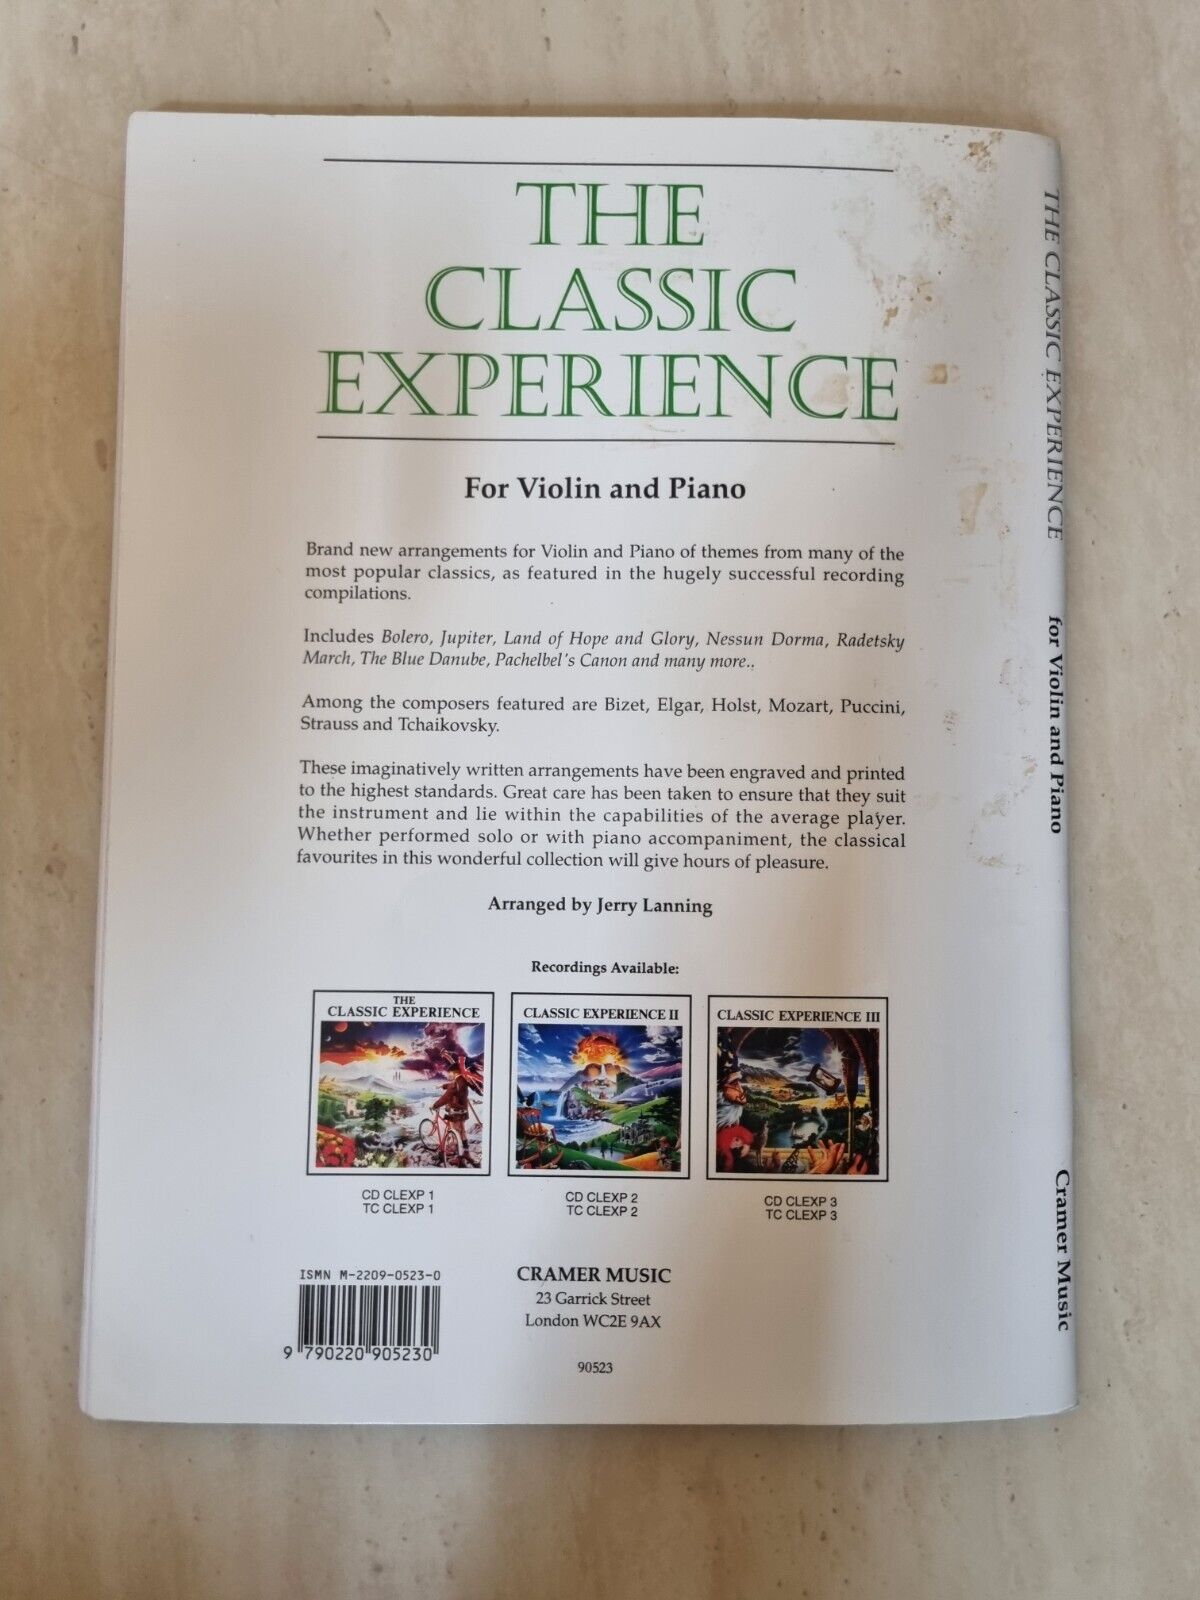 THE
CLASSIC
EXPERIENCE
For Violin and Piano
Brand new arrangements for Violin and Piano of themes from many of the
most popular classics, as featured in the hugely successful recording
compilations.
Includes Bolero, Jupiter, Land of Hope and Glory, Nessun Dorma, Radetsky
March, The Blue Danube, Pachelbel's Canon and many more..
Among the composers featured are Bizet, Elgar, Holst, Mozart, Puccini,
Strauss and Tchaikovsky.
These imaginatively written arrangements have been engraved and printed
to the highest standards. Great care has been taken to ensure that they suit
the instrument and lie within the capabilities of the average player.
Whether performed solo or with piano accompaniment, the classical
favourites in this wonderful collection will give hours of pleasure.
Arranged by Jerry Lanning
Recordings Available:
THE
CLASSIC EXPERIENCE
CD CLEXP 1
TC CLEXP 1
CLASSIC EXPERIENCE II
CD CLEXP 2
TC CLEXP 2
CLASSIC EXPERIENCE III
CD CLEXP 3
TC CLEXP 3
ISMN M-2209-0523-0
9 790220 905230
CRAMER MUSIC
23 Garrick Street
London WC2E 9AX
90523
THE CLASSIC EXPERIENCE for Violin and Piano Cramer Music